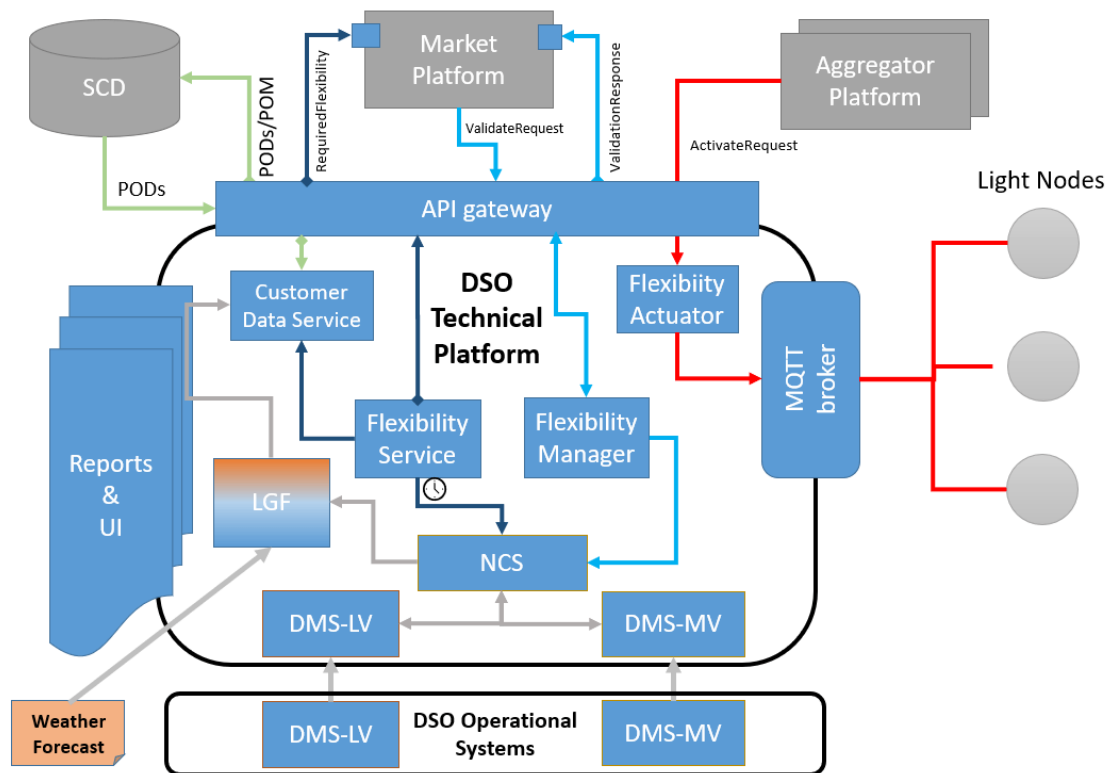 SCD
Market
Platform
Aggregator
Platform
RequiredFlexibility
ValidateRequest
ValidationResponse
ActivateRequest
PODs/POM
PODs
Light Nodes
API gateway
Customer
Data Service
DSO
Technical
Platform
Flexibiity
Actuator
MQTT
broker
Flexibility
Service
Flexibility
Manager
Reports
&
UI
LGF
NCS
DMS-LV
DMS-MV
Weather
Forecast
DMS-LV
DSO Operational
Systems
DMS-MV